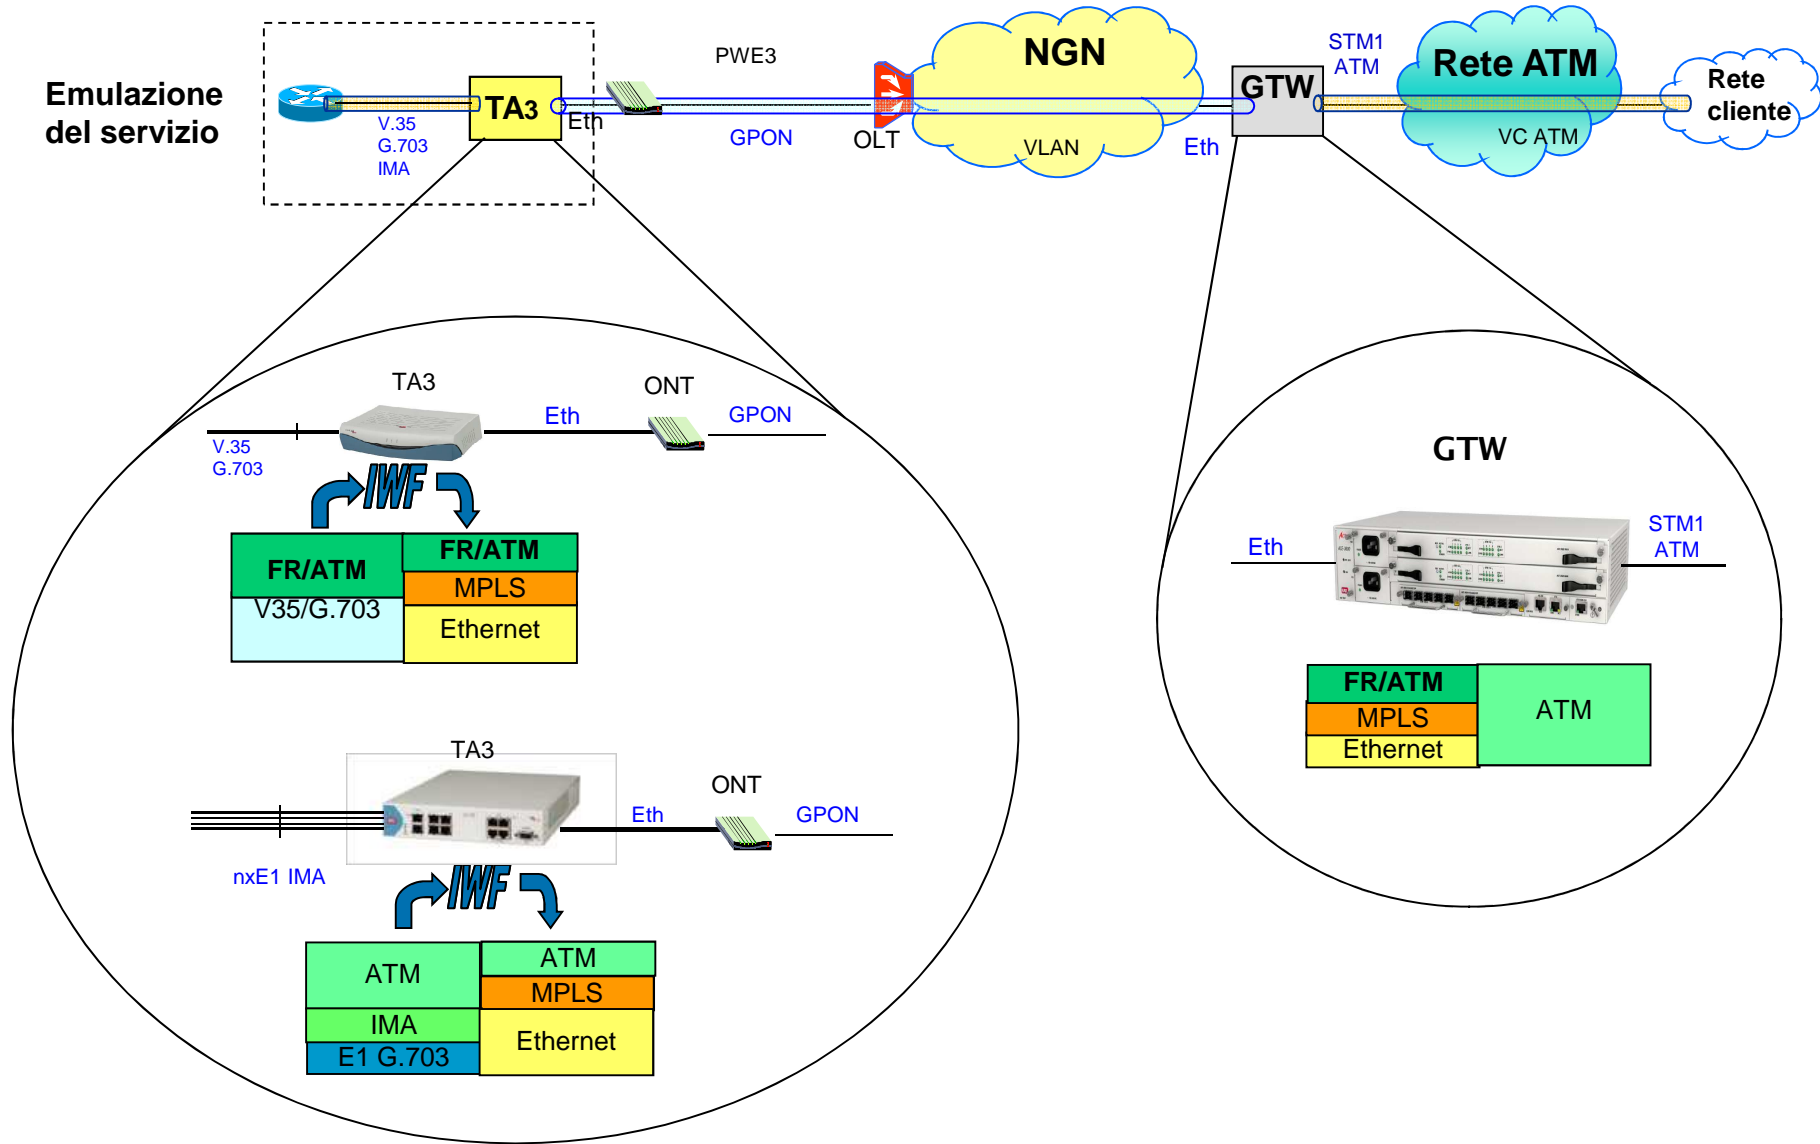 Emulazione
del servizio
V.35
G.703
IMA
TA3
Eth
PWE3
GPON
OLT
NGN
VLAN
Eth
GTW
STM1
ATM
Rete ATM
VC ATM
Rete
cliente
TA3
ONT
Eth
GPON
V.35
G.703
IWF
FR/ATM
V35/G.703
FR/ATM
MPLS
Ethernet
TA3
ONT
Eth
GPON
nxE1 IMA
IWF
ATM
IMA
E1 G.703
ATM
MPLS
Ethernet
GTW
Eth
STM1
ATM
FR/ATM
MPLS
Ethernet
ATM